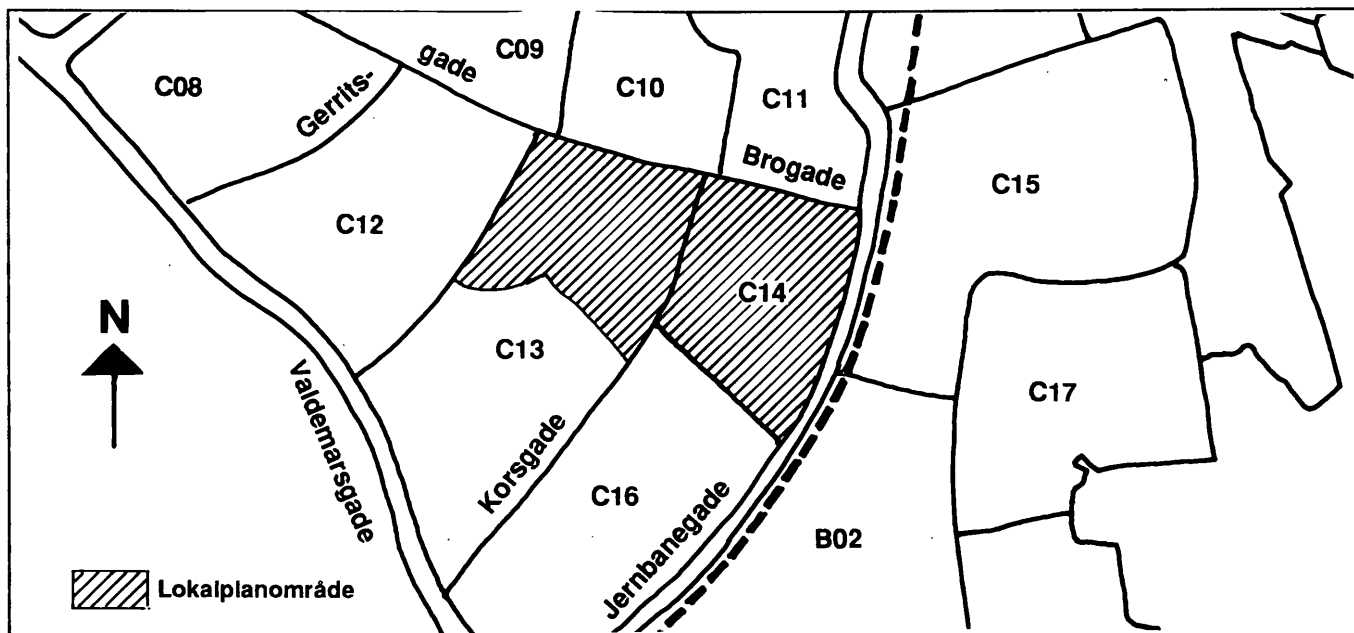 C09
gade
C08
C10
C11
Gerrits-
Brogade
C15
C12
C14
N
C13
C17
Valdemarsgade
Korsgade
C16
B02
Jernbanegade
Lokalplanområde